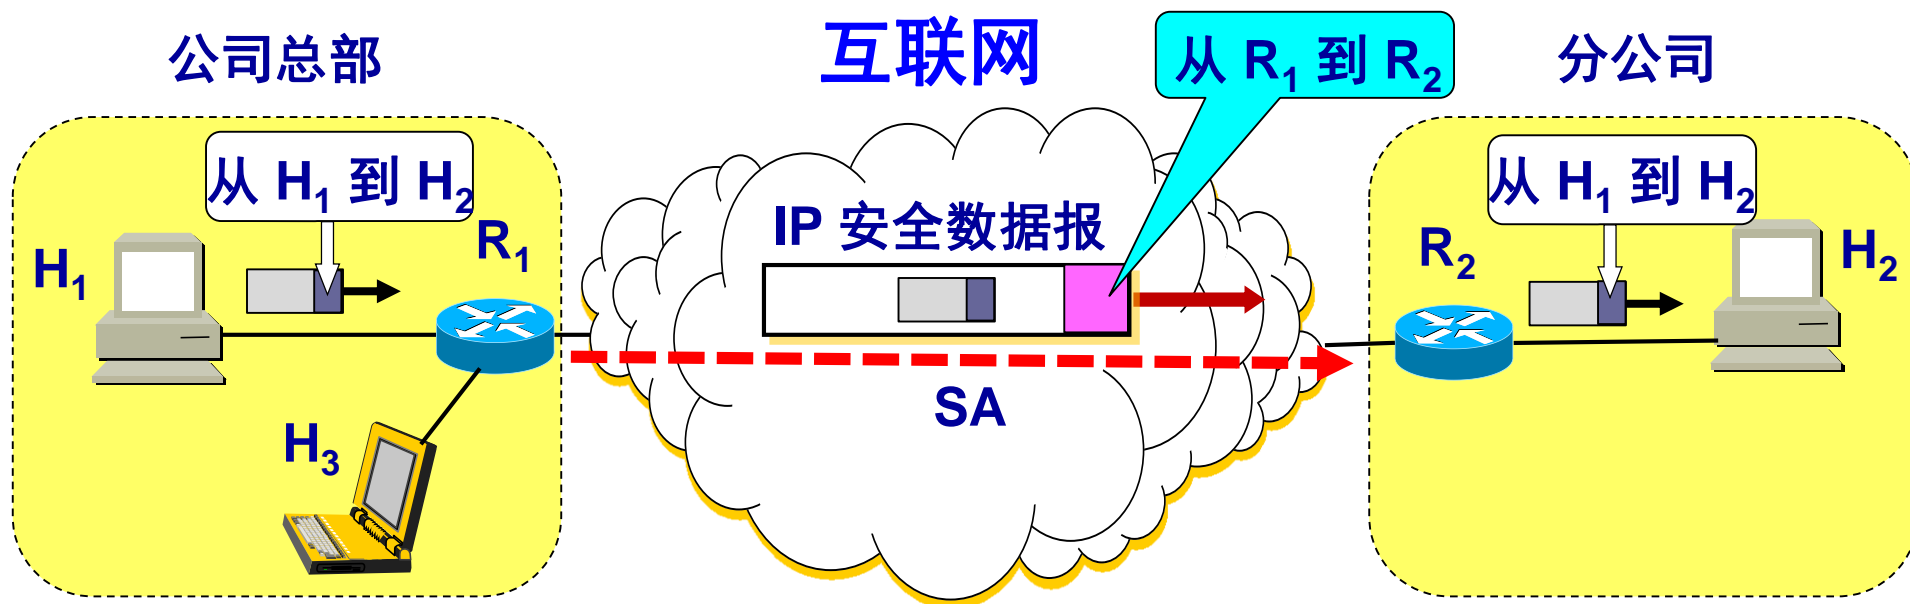 公司总部
互联网
从 R1 到 R2
分公司
从 H1 到 H2
从 H1 到 H2
IP 安全数据报
H1
R1
R2
H2
SA
H3